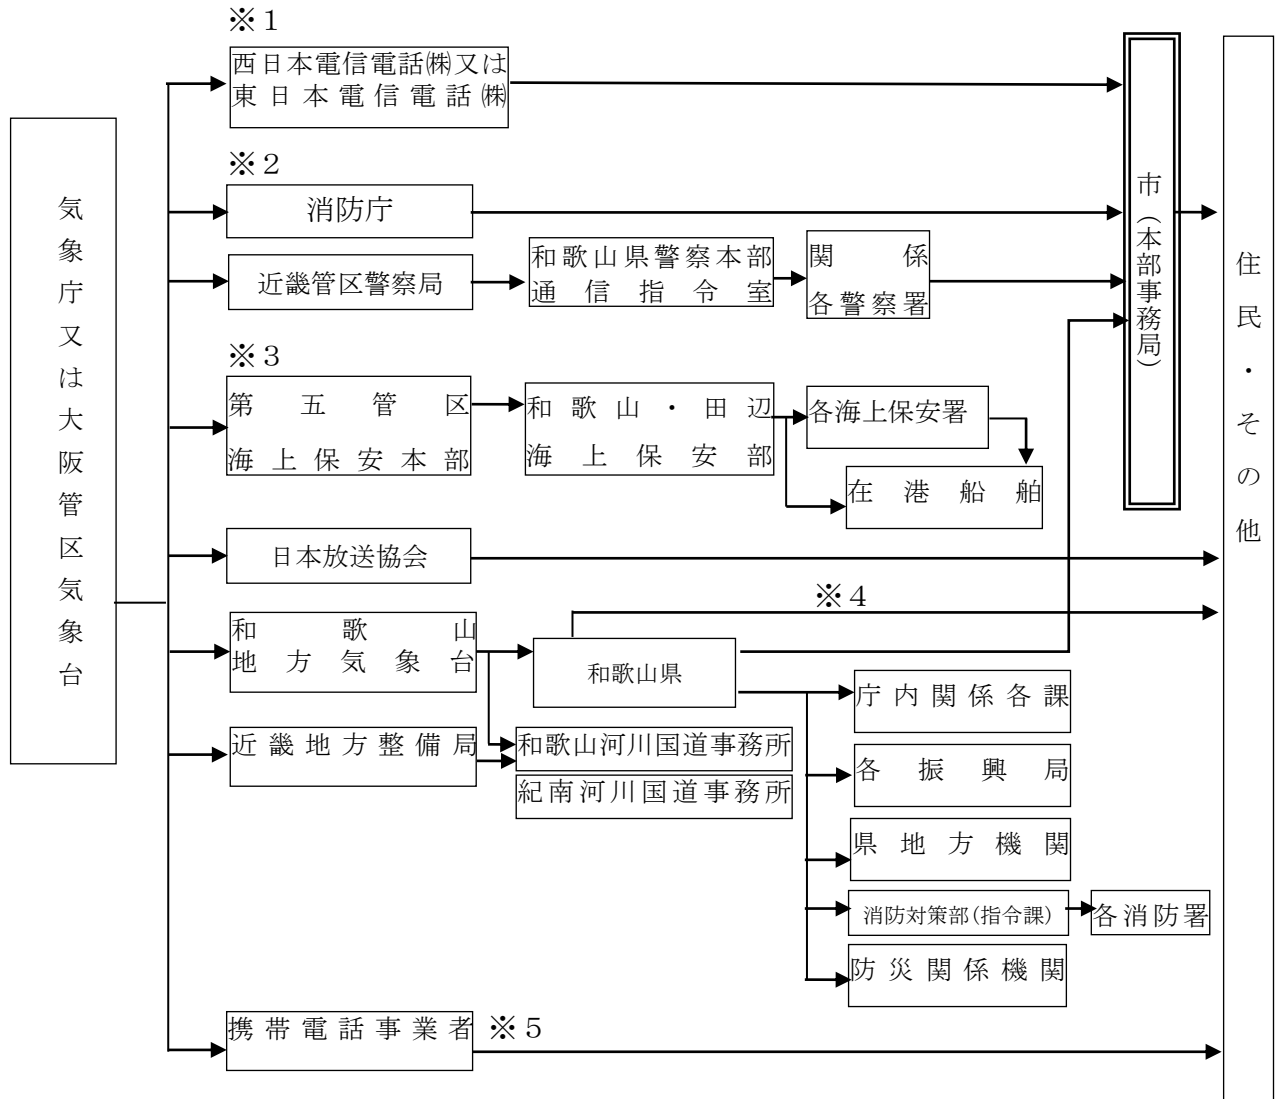 ※１
西日本電信電話㈱又は
東日本電信電話㈱
気象庁又は大阪管区気象台
※２
消防庁
近畿管区警察局
和歌山県警察本部
通信指令室
関係
各警察署
市（本部事務局）
住民・その他
※３
第五管区
海上保安本部
和歌山・田辺
海上保安部
各海上保安署
在港船舶
日本放送協会
※４
和歌山
地方気象台
和歌山県
庁内関係各課
近畿地方整備局
和歌山河川国道事務所
紀南河川国道事務所
各振興局
県地方機関
消防対策部(指令課)
各消防署
防災関係機関
携帯電話事業者
※５